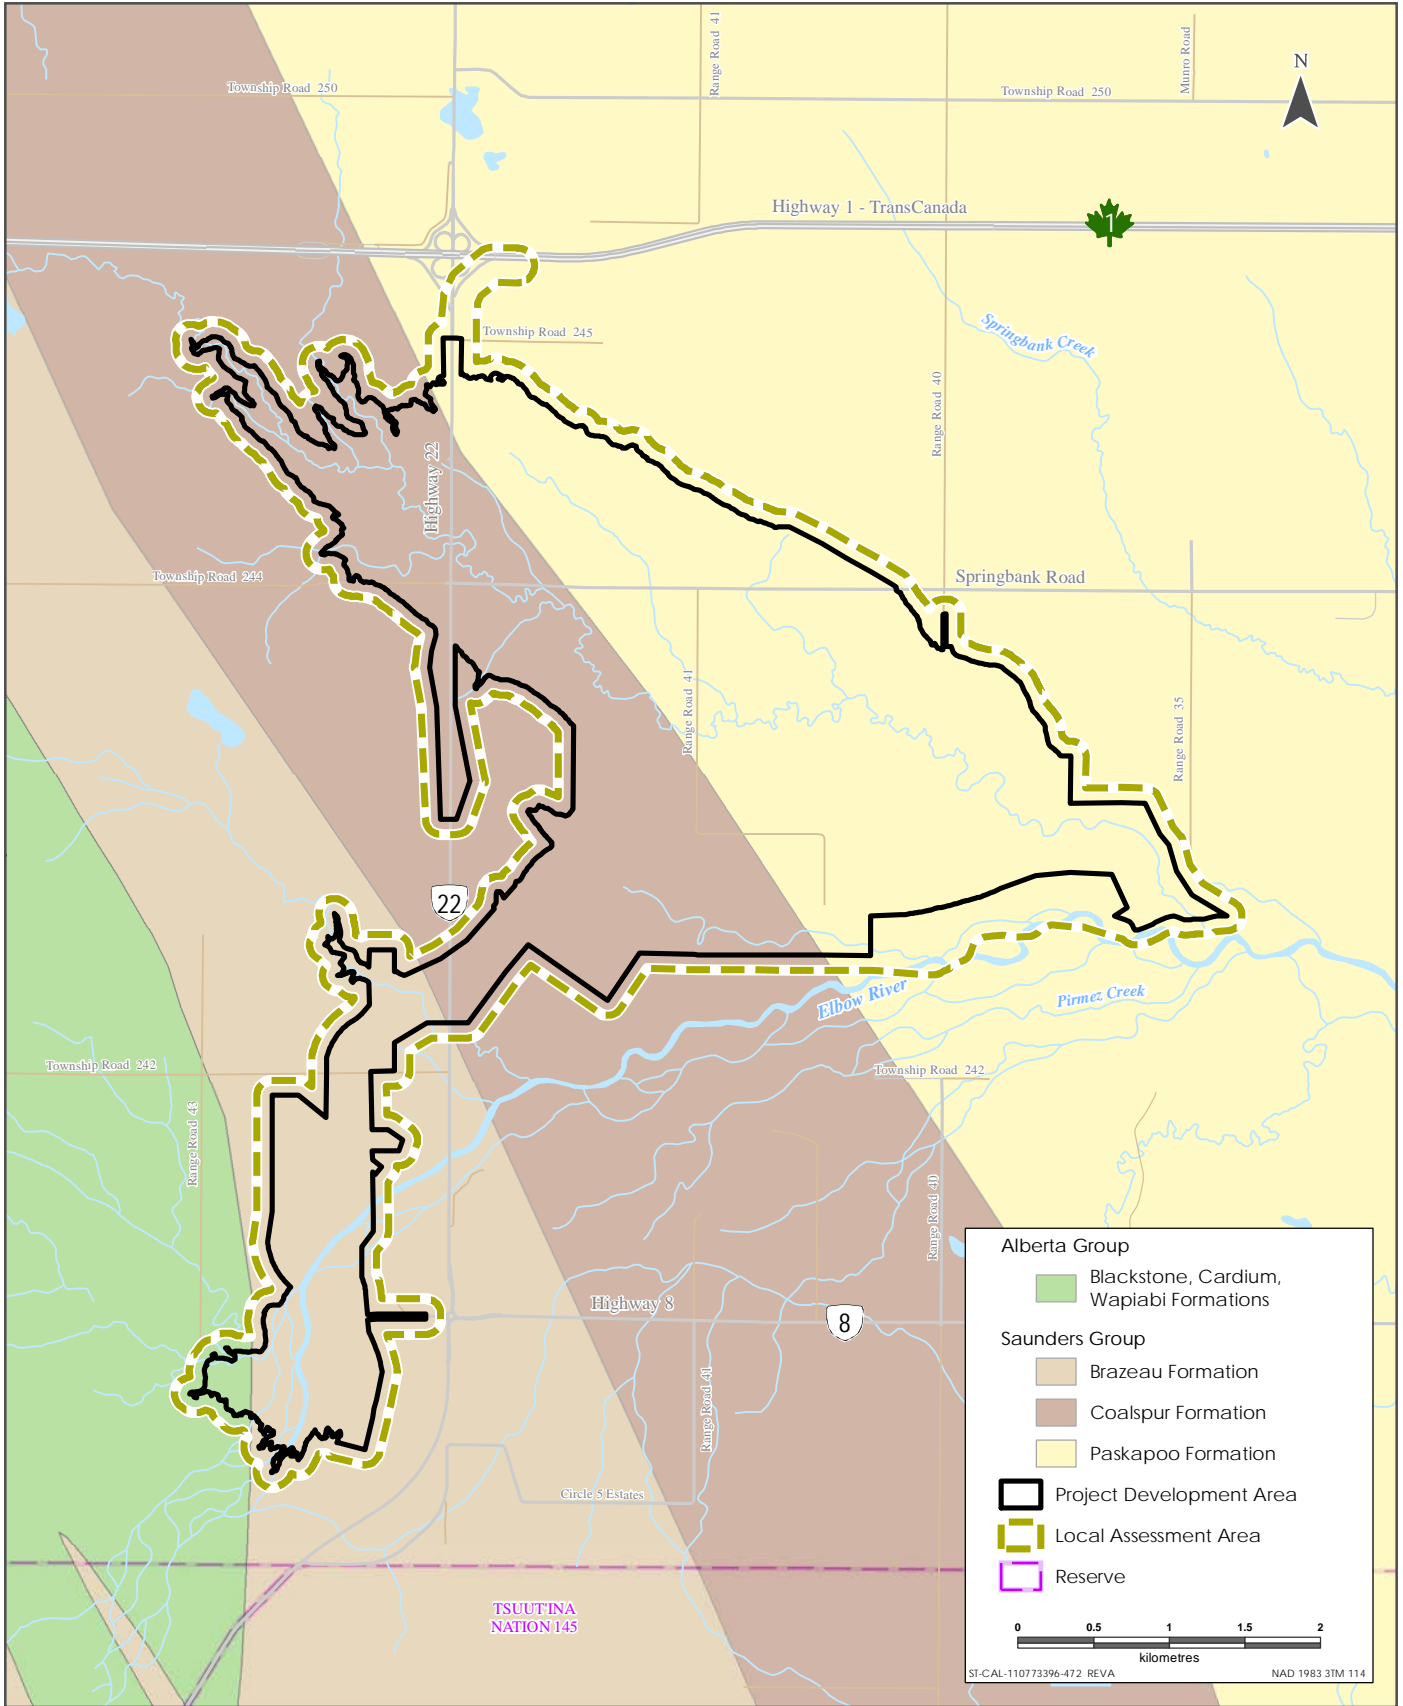 Range Road 41
Munro Road
N
Township Road 250
Township Road 250
Highway 1 - TransCanada
1
Springbank Creek
Township Road 245
Range Road 40
Highway 22
Township Road 244
Springbank Road
Range Road 41
Range Road 35
22
Elbow River
Pirmez Creek
Township Road 242
Township Road 242
Range Road 43
Range Road 40
Highway 8
8
Range Road 41
Circle 5 Estates
TSUUT'INA
NATION 145
Alberta Group
Blackstone, Cardium,
Wapiabi Formations
Saunders Group
Brazeau Formation
Coalspur Formation
Paskapoo Formation
Project Development Area
Local Assessment Area
Reserve
0 0.5 1 1.5 2
kilometres
ST-CAL-110773396-472 REVA
NAD 1983 3TM 114